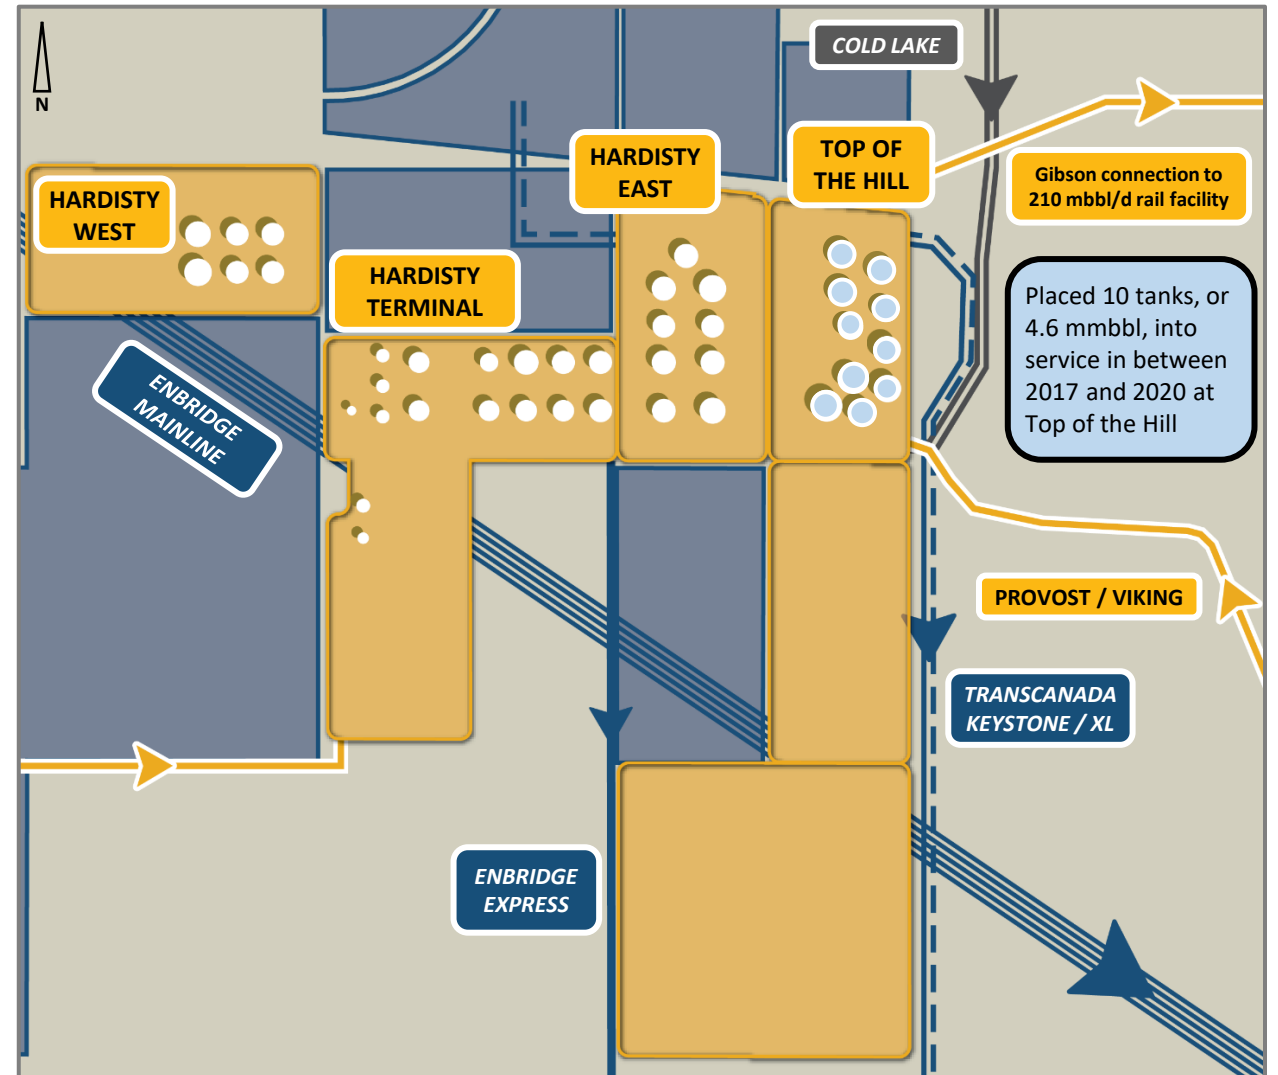 COLD LAKE
N
HARDISTY
EAST
TOP OF
THE HILL
Gibson connection to
210 mbbl/d rail facility
HARDISTY
WEST
HARDISTY
TERMINAL
Placed 10 tanks, or
4.6 mmbbl, into
service in between
2017 and 2020 at
Top of the Hill
ENBRIDGE
MAINLINE
PROVOST / VIKING
TRANSCANADA
KEYSTONE / XL
ENBRIDGE
EXPRESS